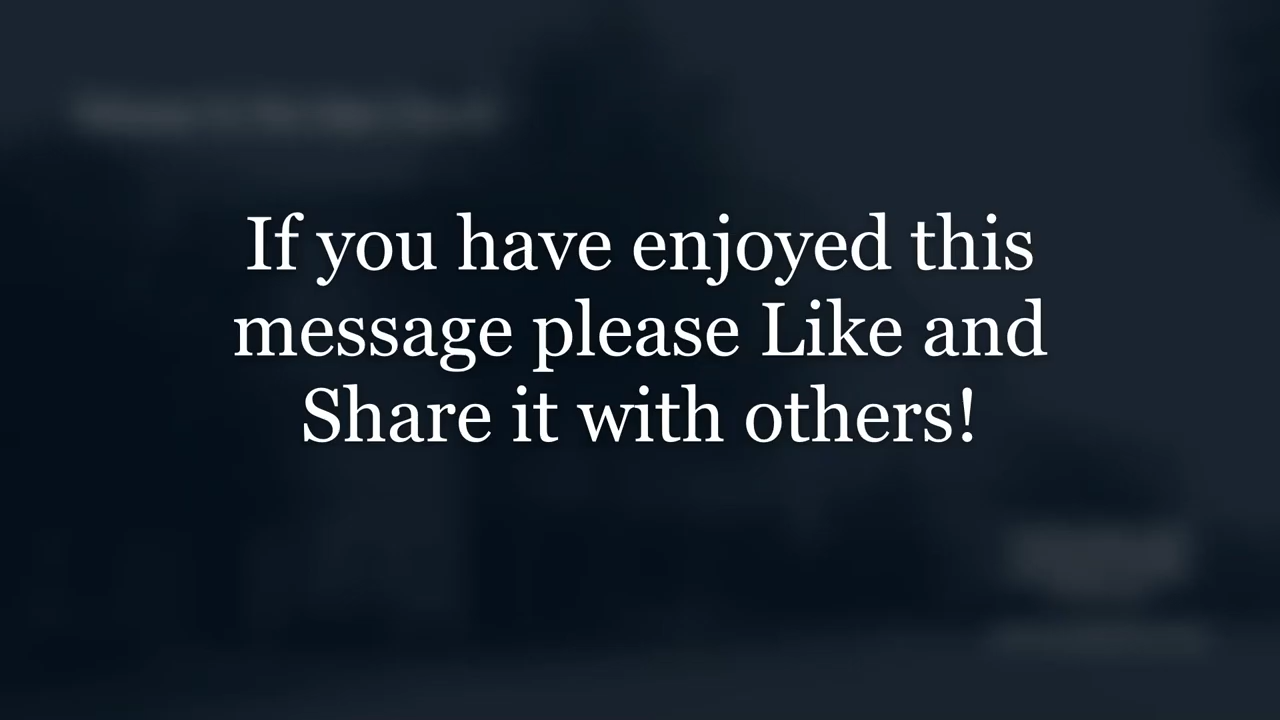 If you have enjoyed this
message please Like and
Share it with others!